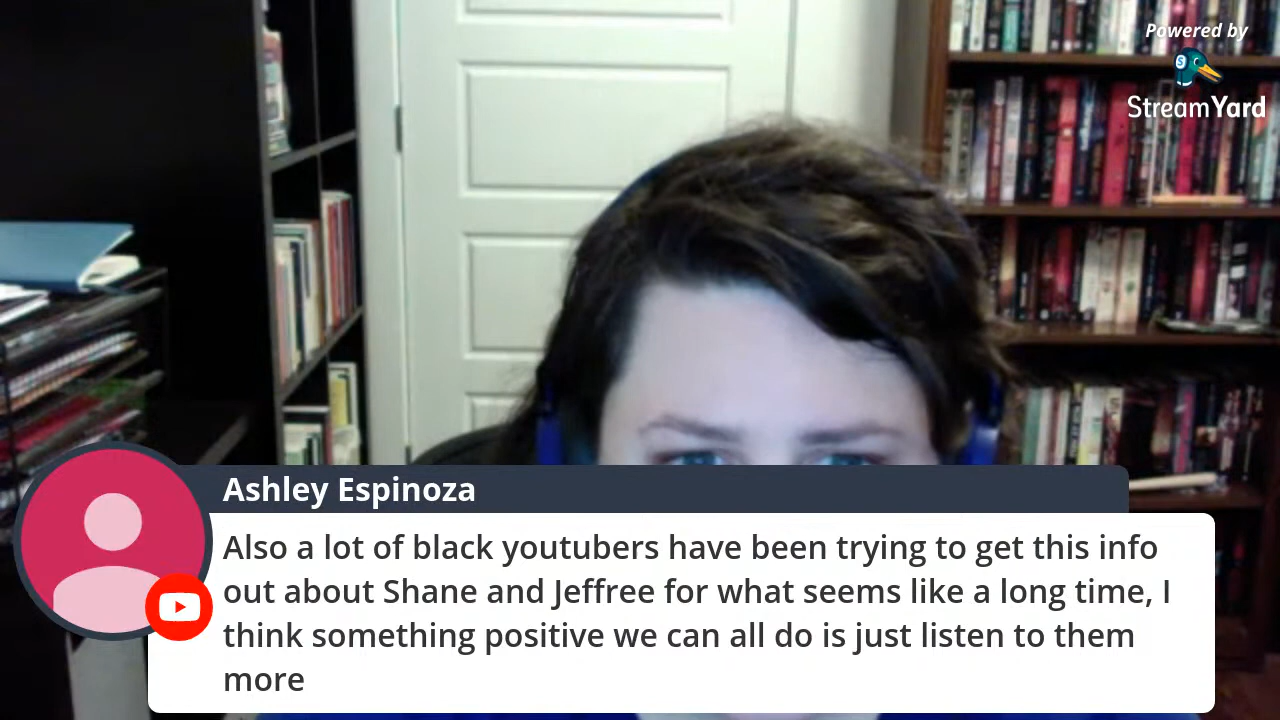 Powered by
StreamYard
Ashley Espinoza
Also a lot of black youtubers have been trying to get this info
out about Shane and Jeffree for what seems like a long time, I
think something positive we can all do is just listen to them
more